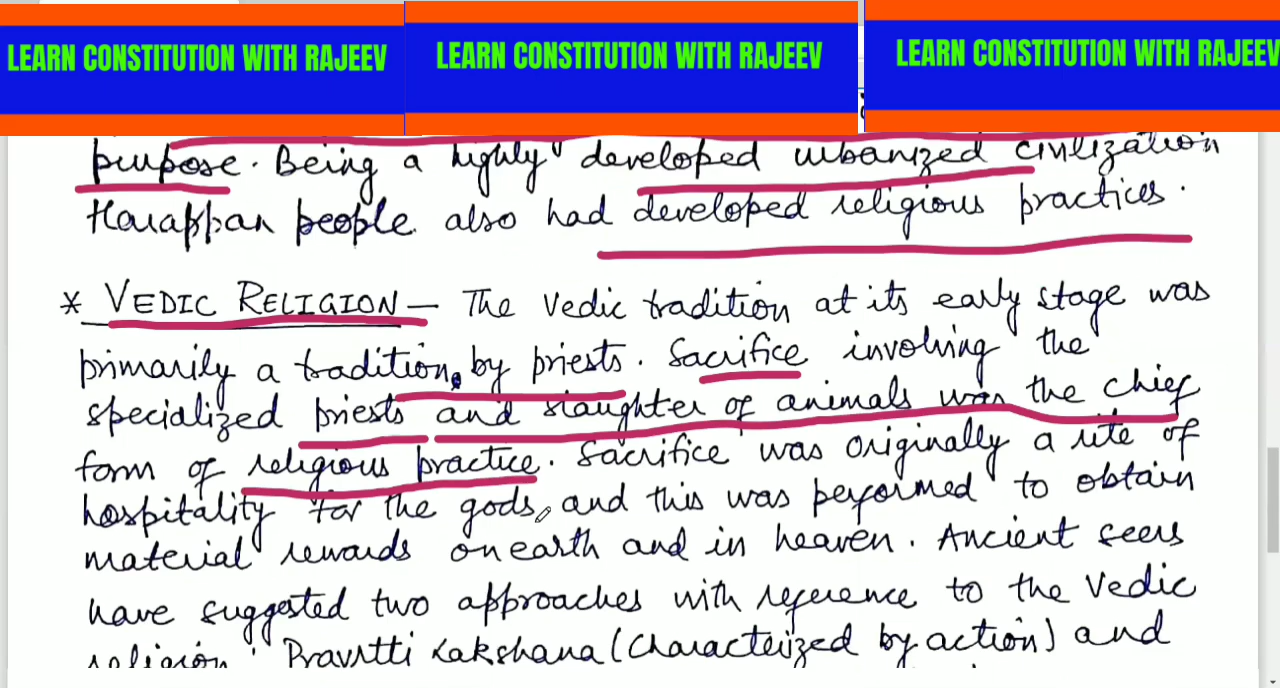 LEARN CONSTITUTION WITH RAJEEV
LEARN CONSTITUTION WITH RAJEEV
LEARN CONSTITUTION WITH RAJEEV
purpose. Being a highly developed urbanized civilization
Harappan people also had developed religious practices.
* VEDIC RELIGION — The Vedic tradition at its early stage was
primarily a tradition by priests. Sacrifice involving the
specialized priests and slaughter of animals was the chief
form of religious practice. Sacrifice was originally a rite of
hospitality for the gods, and this was performed to obtain
material rewards on earth and in heaven. Ancient seers
have suggested two approaches with reference to the Vedic
religion: Pravrtti Lakshana (Characterized by action) and